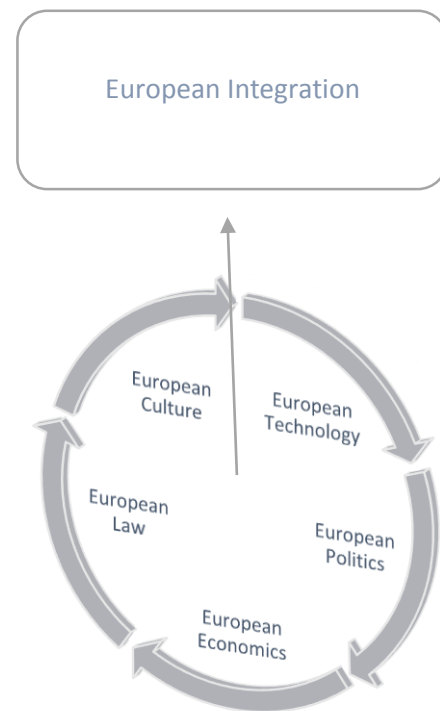 European Integration
European
Culture
European
Technology
European
Law
European
Politics
European
Economics